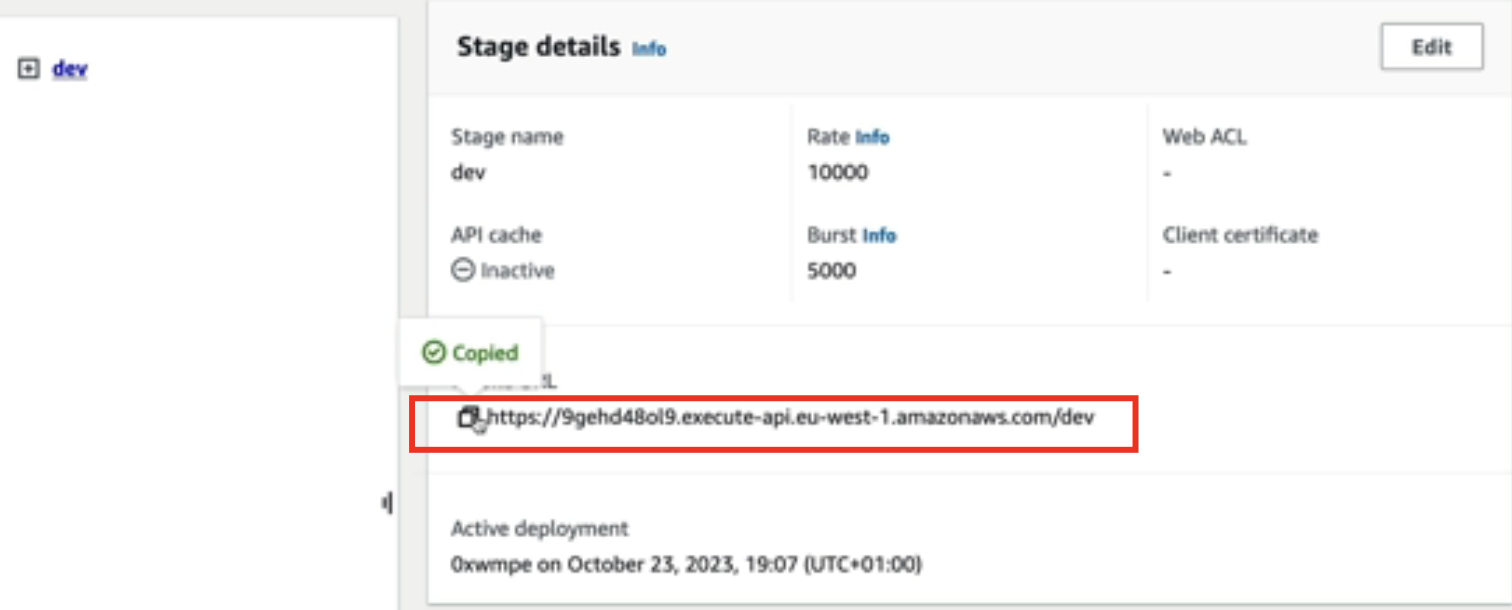 dev
Stage details Info
Edit
Stage name
Rate Info
Web ACL
dev
10000
-
API cache
Burst Info
Client certificate
Inactive
5000
-
Copied
https://9gehd48ol9.execute-api.eu-west-1.amazonaws.com/dev
Active deployment
0xwmpe on October 23, 2023, 19:07 (UTC+01:00)